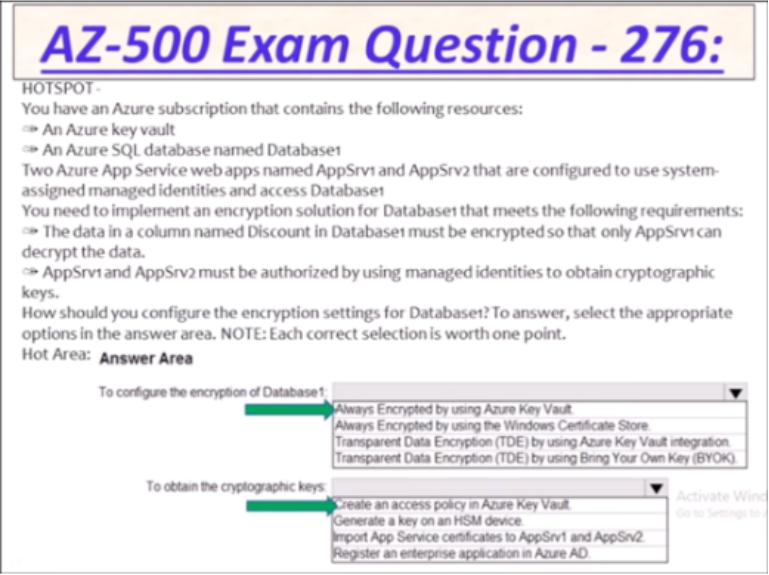 AZ-500 Exam Question - 276:
HOTSPOT -
You have an Azure subscription that contains the following resources:
An Azure key vault
An Azure SQL database named Database1
Two Azure App Service web apps named AppSrv1 and AppSrv2 that are configured to use system-
assigned managed identities and access Database1
You need to implement an encryption solution for Database1 that meets the following requirements:
The data in a column named Discount in Database1 must be encrypted so that only AppSrv1 can
decrypt the data.
AppSrv1 and AppSrv2 must be authorized by using managed identities to obtain cryptographic
keys.
How should you configure the encryption settings for Database1? To answer, select the appropriate
options in the answer area. NOTE: Each correct selection is worth one point.
Hot Area: Answer Area
To configure the encryption of Database1:
Always Encrypted by using Azure Key Vault.
Always Encrypted by using the Windows Certificate Store.
Transparent Data Encryption (TDE) by using Azure Key Vault integration.
Transparent Data Encryption (TDE) by using Bring Your Own Key (BYOK).
To obtain the cryptographic keys:
Create an access policy in Azure Key Vault.
Generate a key on an HSM device.
Import App Service certificates to AppSrv1 and AppSrv2.
Register an enterprise application in Azure AD.
Activate Wind
Go to Settings to